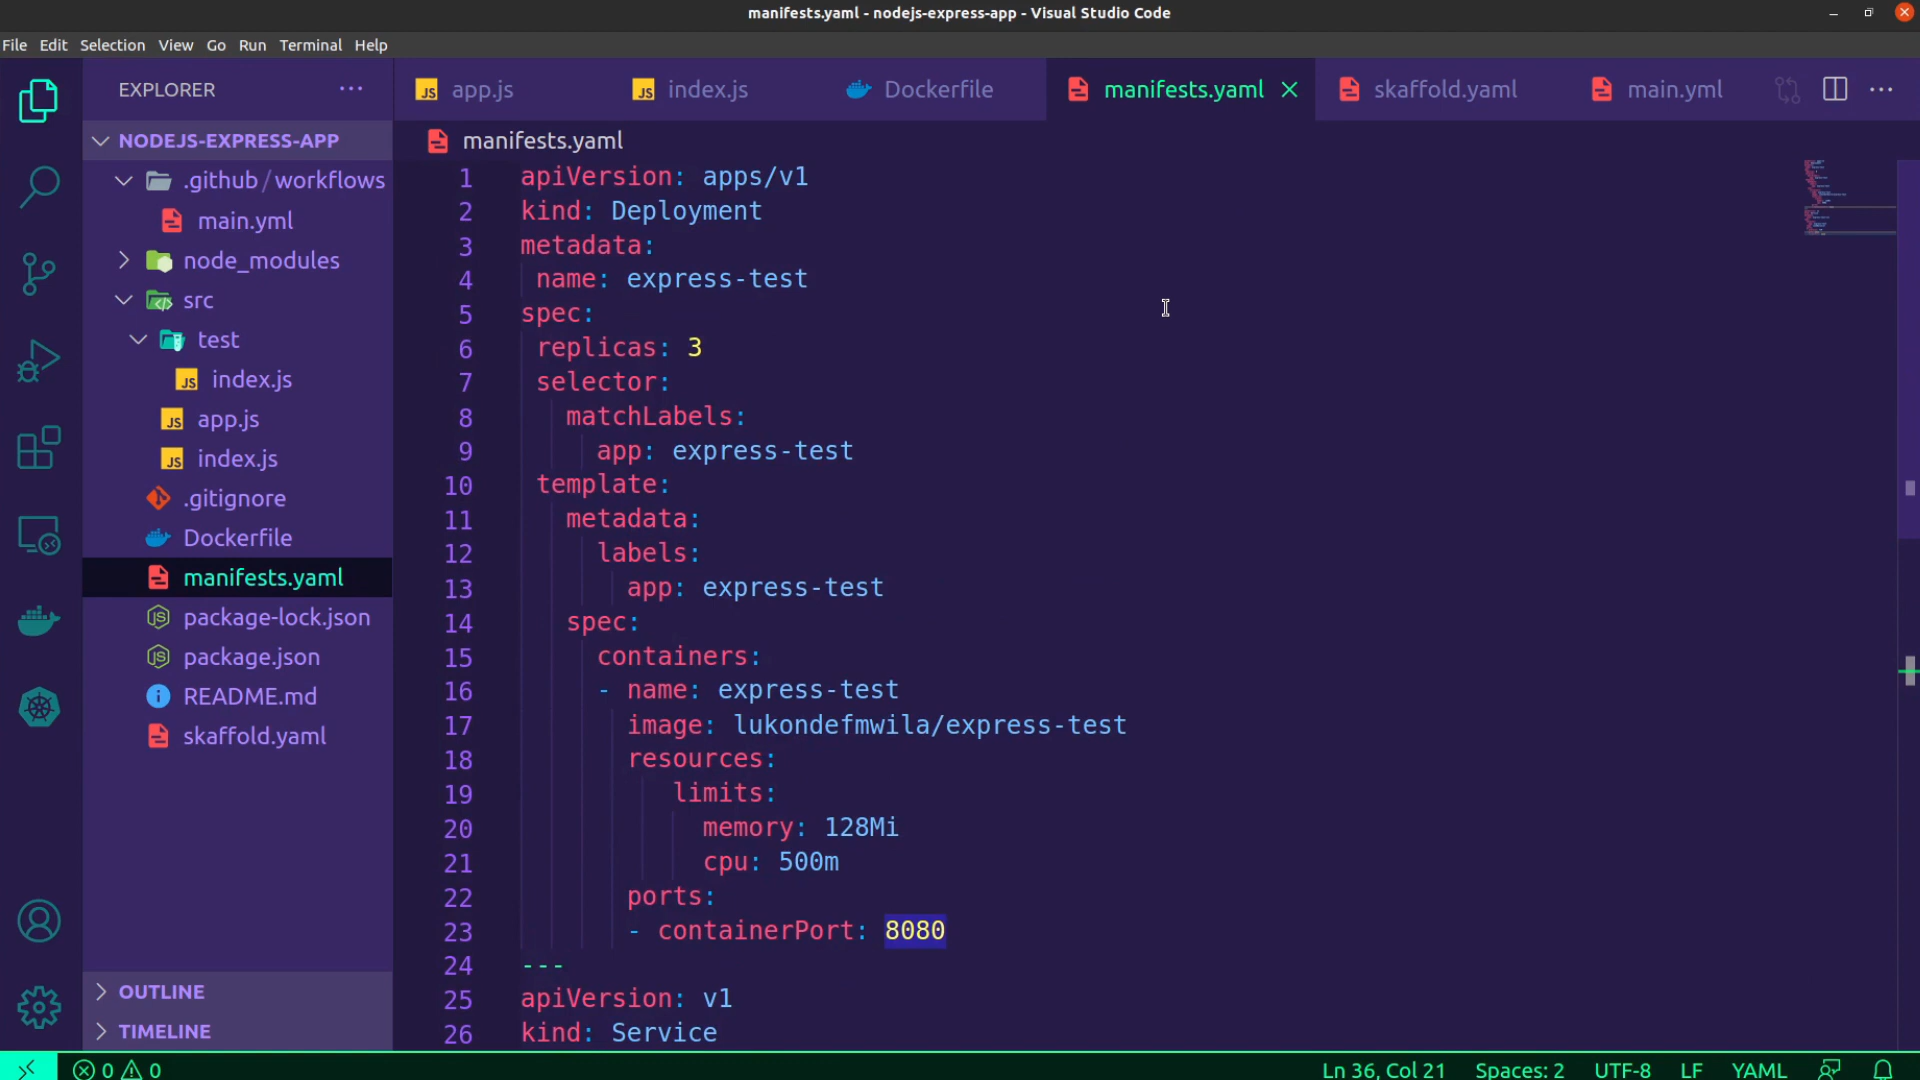 manifests.yaml - nodejs-express-app - Visual Studio Code
File Edit Selection View Go Run Terminal Help
EXPLORER
NODEJS-EXPRESS-APP
.github/workflows
main.yml
node_modules
src
test
index.js
app.js
index.js
.gitignore
Dockerfile
manifests.yaml
package-lock.json
package.json
README.md
skaffold.yaml
OUTLINE
TIMELINE
app.js index.js Dockerfile manifests.yaml skaffold.yaml main.yml
manifests.yaml
1 apiVersion: apps/v1
2 kind: Deployment
3 metadata:
4 name: express-test
5 spec:
6 replicas: 3
7 selector:
8 matchLabels:
9 app: express-test
10 template:
11 metadata:
12 labels:
13 app: express-test
14 spec:
15 containers:
16 - name: express-test
17 image: lukondefmwila/express-test
18 resources:
19 limits:
20 memory: 128Mi
21 cpu: 500m
22 ports:
23 - containerPort: 8080
24 ---
25 apiVersion: v1
26 kind: Service
0 0 Ln 36, Col 21 Spaces: 2 UTF-8 LF YAML